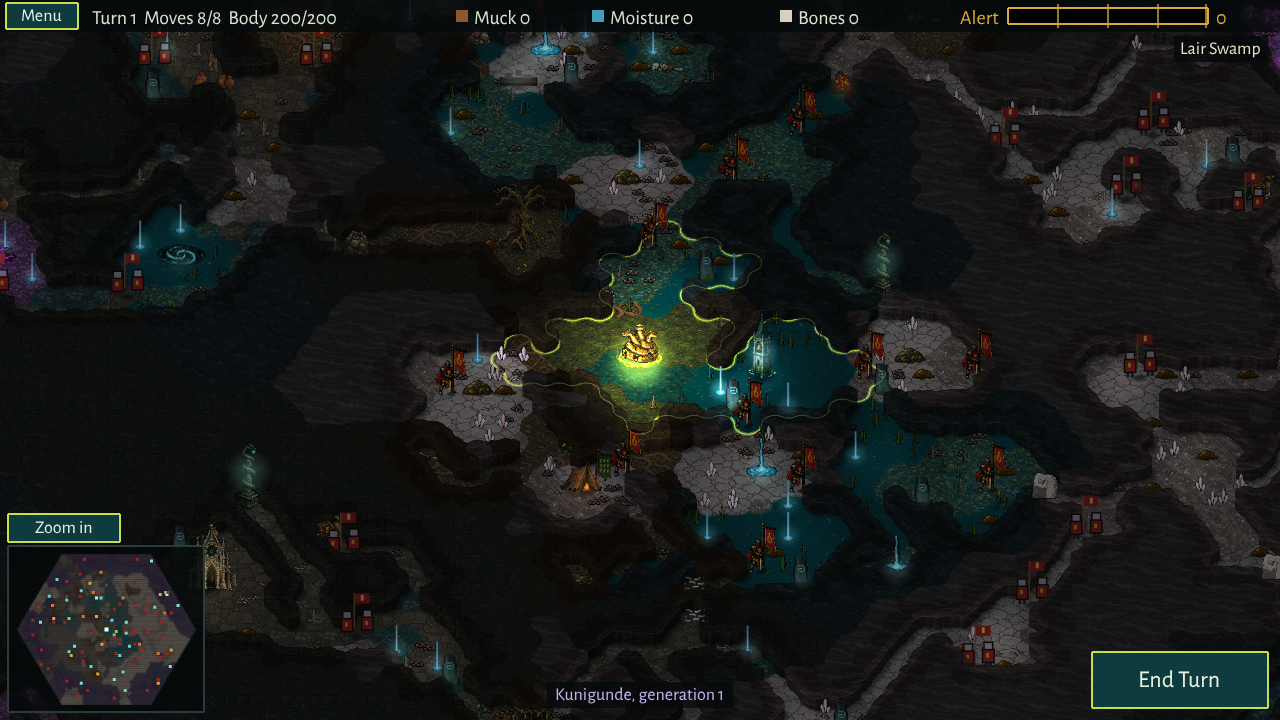 Menu
Turn 1 Moves 8/8 Body 200/200
Muck 0
Moisture 0
Bones 0
Alert 0
Lair Swamp
Zoom in
Kunigunde, generation 1
End Turn